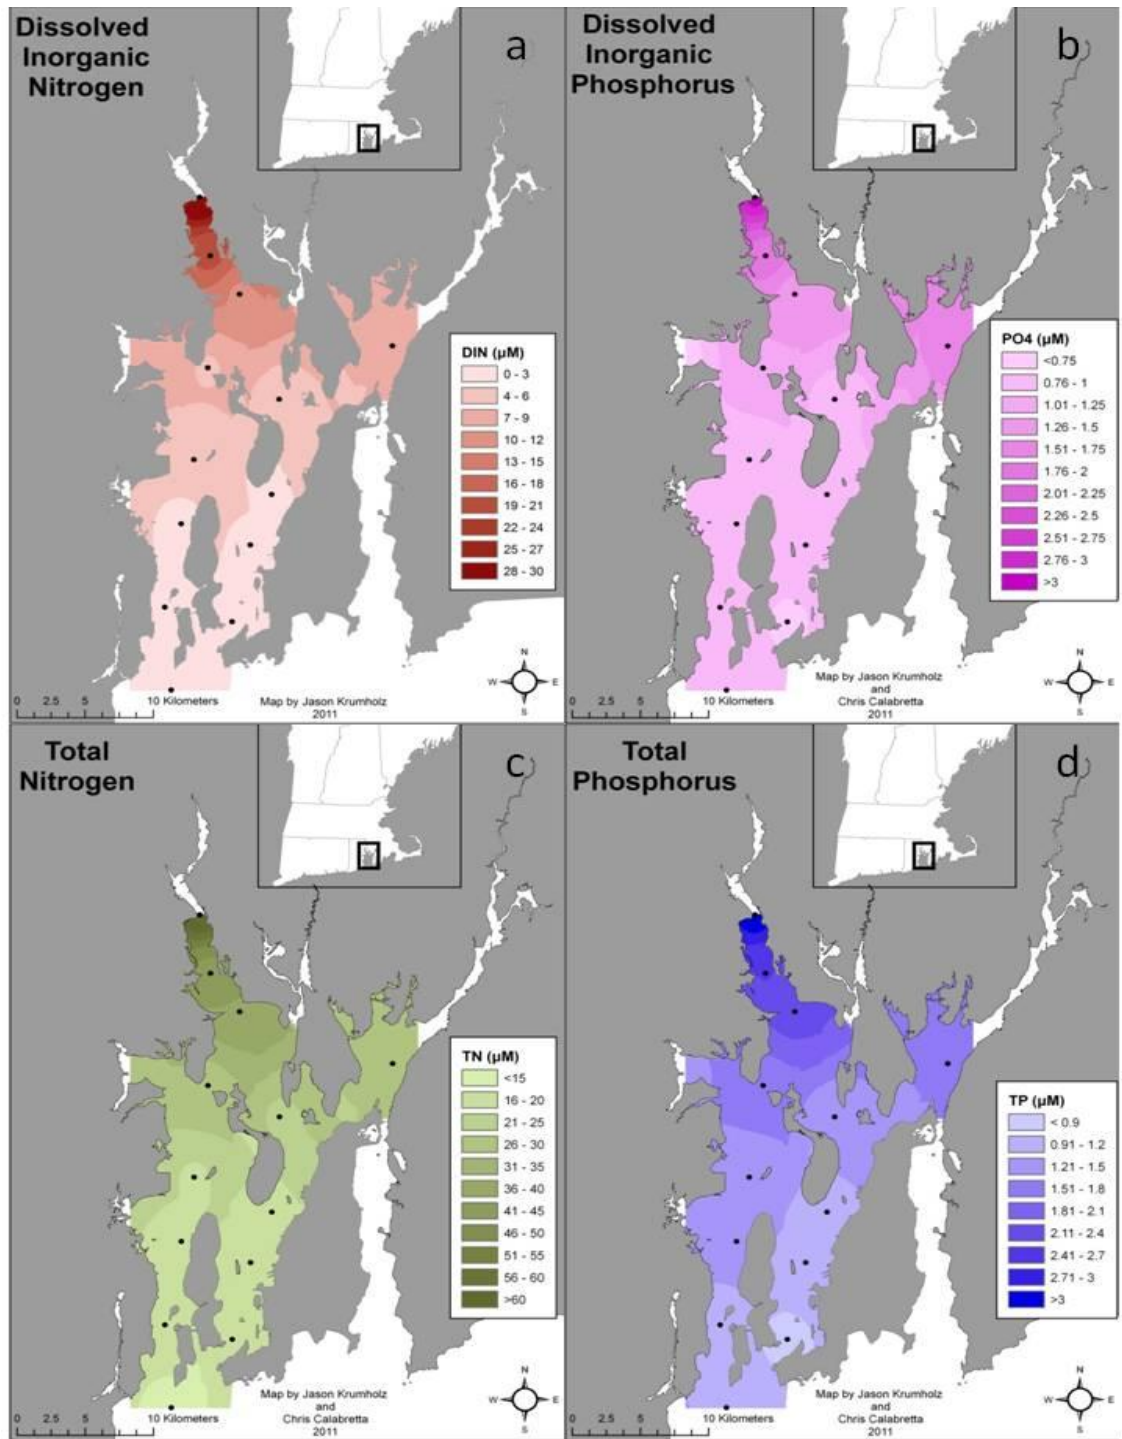 Dissolved
Inorganic
Nitrogen
a
DIN (µM)
0 - 3
4 - 6
7 - 9
10 - 12
13 - 15
16 - 18
19 - 21
22 - 24
25 - 27
28 - 30
N
W E
S
0 2.5 5 10 Kilometers
Map by Jason Krumholz
2011
Dissolved
Inorganic
Phosphorus
b
PO4 (µM)
<0.75
0.76 - 1
1.01 - 1.25
1.26 - 1.5
1.51 - 1.75
1.76 - 2
2.01 - 2.25
2.26 - 2.5
2.51 - 2.75
2.76 - 3
>3
N
W E
S
0 2.5 5 10 Kilometers
Map by Jason Krumholz
and
Chris Calabretta
2011
Total
Nitrogen
c
TN (µM)
<15
16 - 20
21 - 25
26 - 30
31 - 35
36 - 40
41 - 45
46 - 50
51 - 55
56 - 60
>60
N
W E
S
0 2.5 5 10 Kilometers
Map by Jason Krumholz
and
Chris Calabretta
2011
Total
Phosphorus
d
TP (µM)
< 0.9
0.91 - 1.2
1.21 - 1.5
1.51 - 1.8
1.81 - 2.1
2.11 - 2.4
2.41 - 2.7
2.71 - 3
>3
N
W E
S
0 2.5 5 10 Kilometers
Map by Jason Krumholz
and
Chris Calabretta
2011